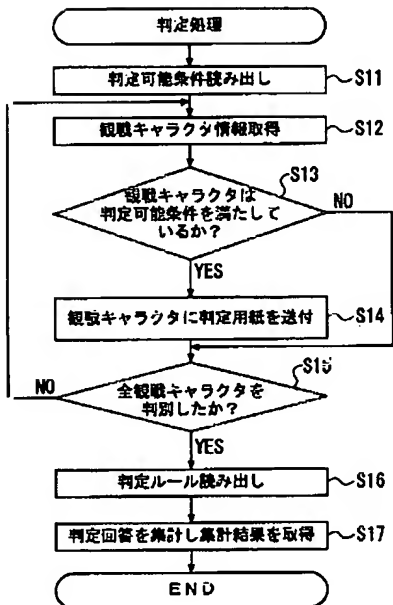 判定処理
判定可能条件読み出し
S11
観戦キャラクタ情報取得
S12
S13
観戦キャラクタは
判定可能条件を満たして
いるか？
NO
YES
観戦キャラクタに判定用紙を送付
S14
S15
全観戦キャラクタを
判別したか？
NO
YES
判定ルール読み出し
S16
判定回答を集計し集計結果を取得
S17
END